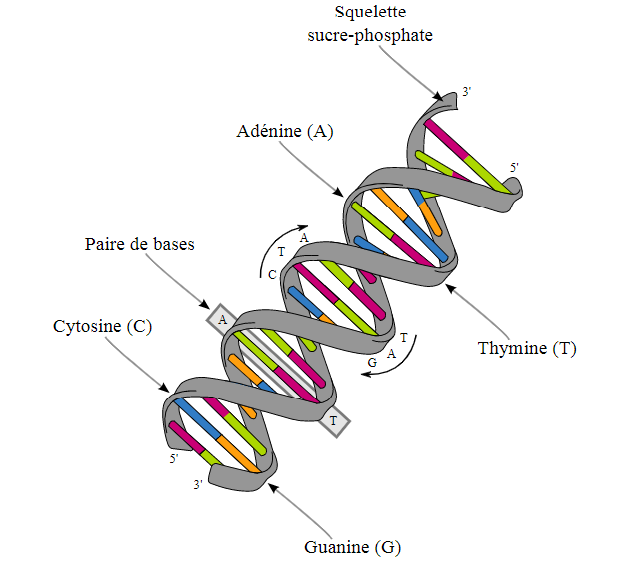 Squelette
sucre-phosphate
3'
Adénine (A)
5'
Paire de bases
A
T
C
A
Cytosine (C)
T
A
G
Thymine (T)
T
5'
3'
Guanine (G)